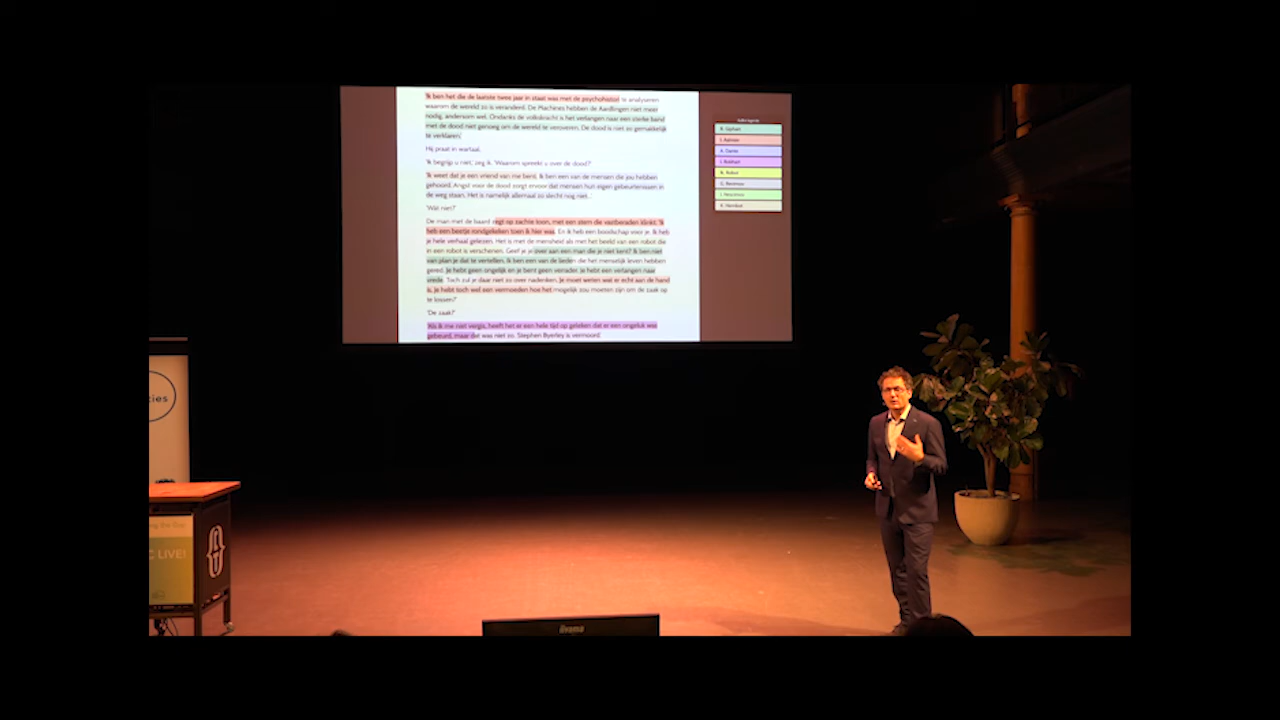 'Ik ben het die de laatste twee jaar in staat was met de psychohistorie te analyseren
waarom de wereld zo is veranderd. De Machines hebben de Aardlingen niet meer
nodig, andersom wel. Ondanks de volkskracht is het verlangen naar een sterke band
met de dood niet genoeg om de wereld te veroveren. De dood is niet zo gemakkelijk
te verklaren.'
Hij praat in wartaal.
'Ik begrijp u niet,' zeg ik. 'Waarom spreekt u over de dood?'
'Ik weet dat je een vriend van me bent. Ik ben een van de mensen die jou hebben
gehoord. Angst voor de dood zorgt ervoor dat mensen hun eigen gebeurtenissen in
de weg staan. Het is namelijk allemaal zo slecht nog niet...'
'Wát niet?'
De man met de baard zegt op zachte toon, met een stem die vastberaden klinkt: 'Ik
heb een beetje rondgekeken toen ik hier was. En ik heb een boodschap voor je. Ik heb
je hele verhaal gelezen. Het is met de mensheid als met het beeld van een robot die
in een robot is verschenen. Geef je je over aan een man die je niet kent? Ik ben niet
van plan je dat te vertellen. Ik ben een van de lieden die het menselijk leven hebben
gered. Je hebt geen ongelijk en je bent geen verrader. Je hebt een verlangen naar
vrede. Toch zul je daar niet zo over nadenken. Je moet weten wat er echt aan de hand
is. Je hebt toch wel een vermoeden hoe het mogelijk zou moeten zijn om de zaak op
te lossen?'
'De zaak?'
'Als ik me niet vergis, heeft het er een hele tijd op geleken dat er een ongeluk was
gebeurd, maar dat was niet zo. Stephen Byerley is vermoord.'
R. Giphart
I. Asimov
A. Dante
I. Robhart
N. Robot
K. Hemikat
ties
C LIVE!
iiyama